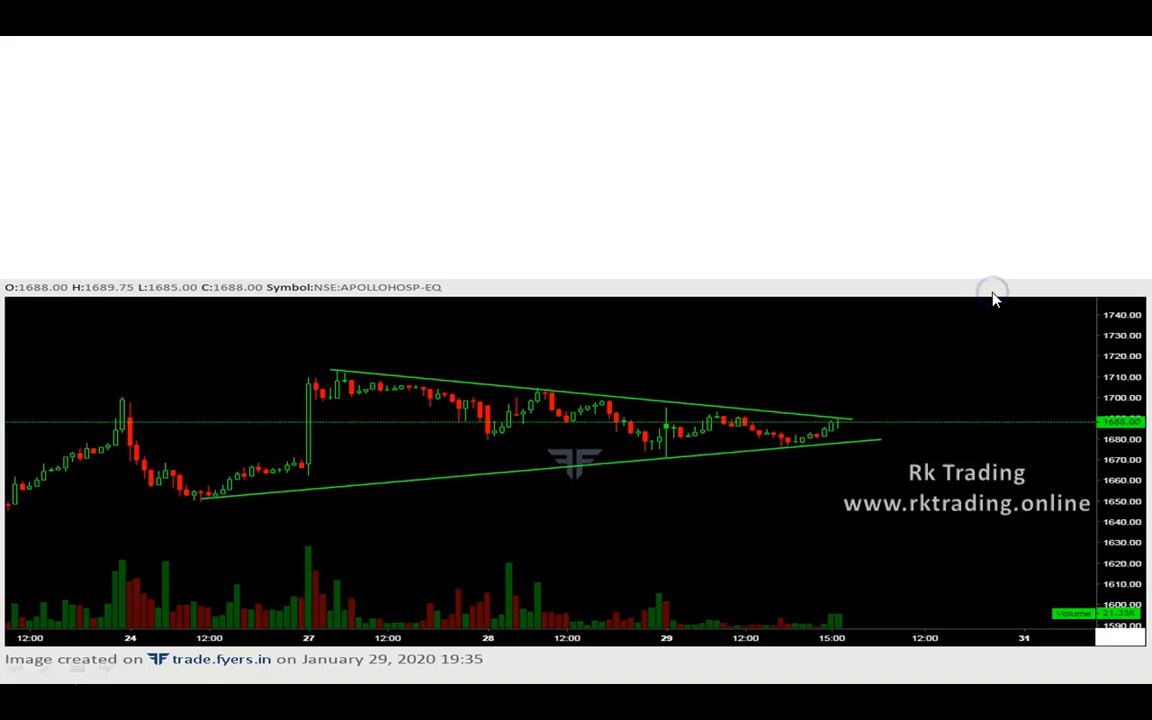 O:1688.00 H:1689.75 L:1685.00 C:1688.00 Symbol:NSE:APOLLOHOSP-EQ
1740.00
1730.00
1720.00
1710.00
1700.00
1688.00
1680.00
1670.00
1660.00
1650.00
1640.00
1630.00
1620.00
1610.00
1600.00
Volume 21.33K
1590.00
Rk Trading
www.rktrading.online
12:00 24 12:00 27 12:00 28 12:00 29 12:00 15:00 12:00 31
Image created on trade.fyers.in on January 29, 2020 19:35